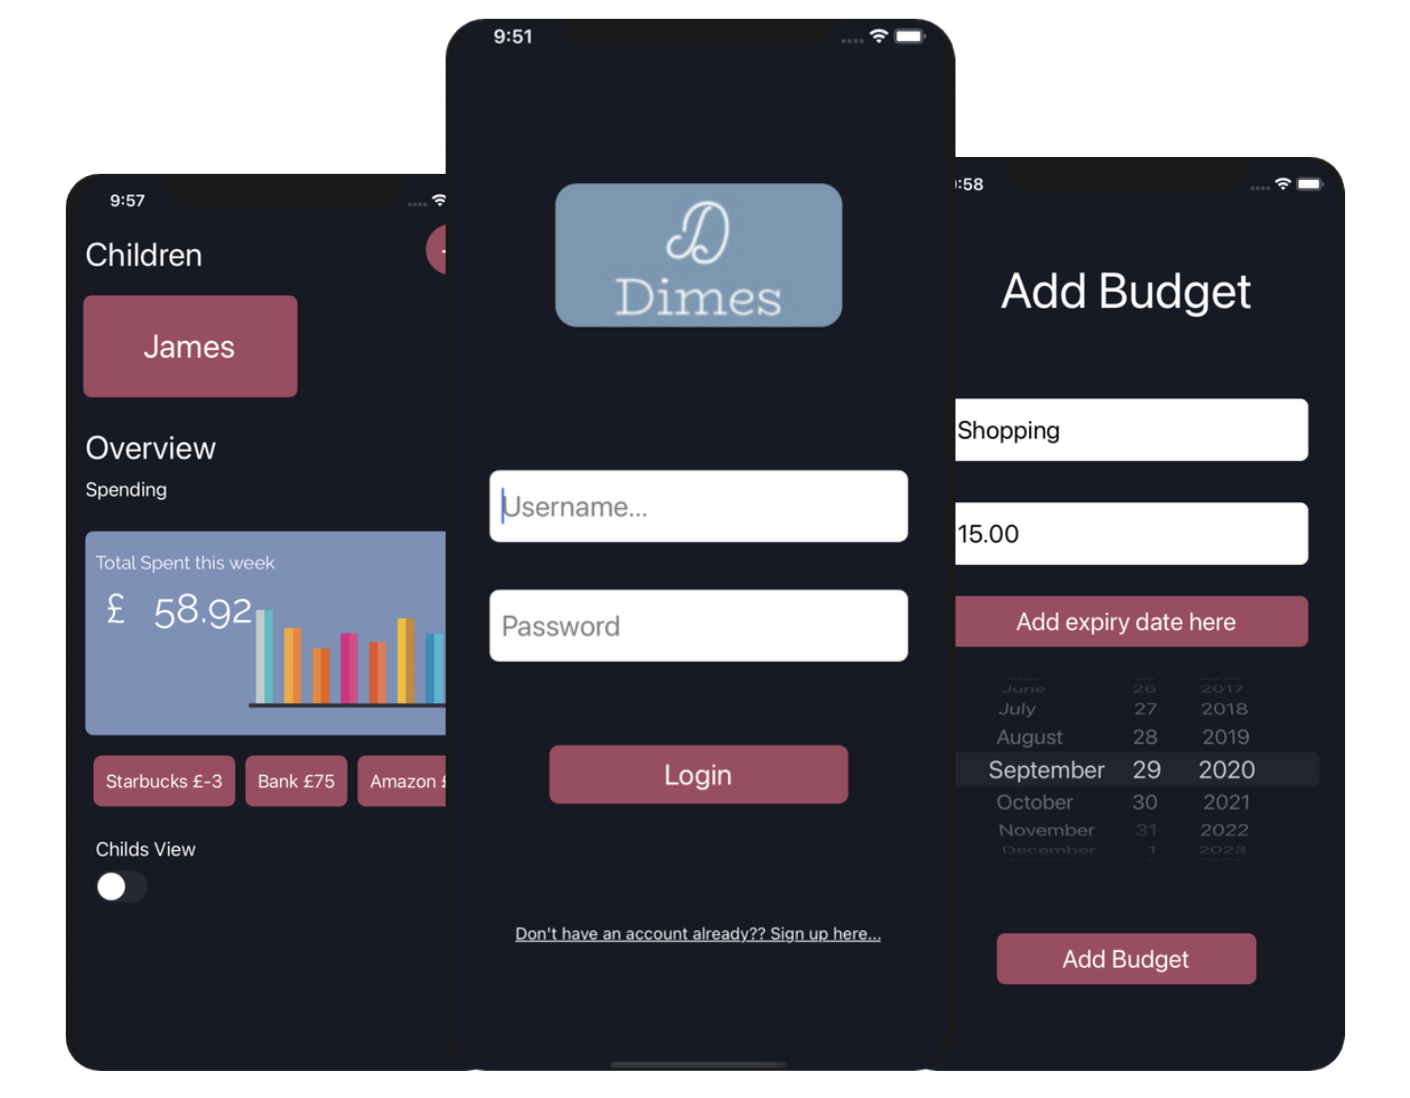 9:57
Children
James
Overview
Spending
Total Spent this week
£ 58.92
Starbucks £-3
Bank £75
Amazon £
Childs View
9:51
D
Dimes
Username...
Password
Login
Don't have an account already?? Sign up here...
:58
Add Budget
Shopping
15.00
Add expiry date here
June 26 2017
July 27 2018
August 28 2019
September 29 2020
October 30 2021
November 31 2022
December 1 2023
Add Budget